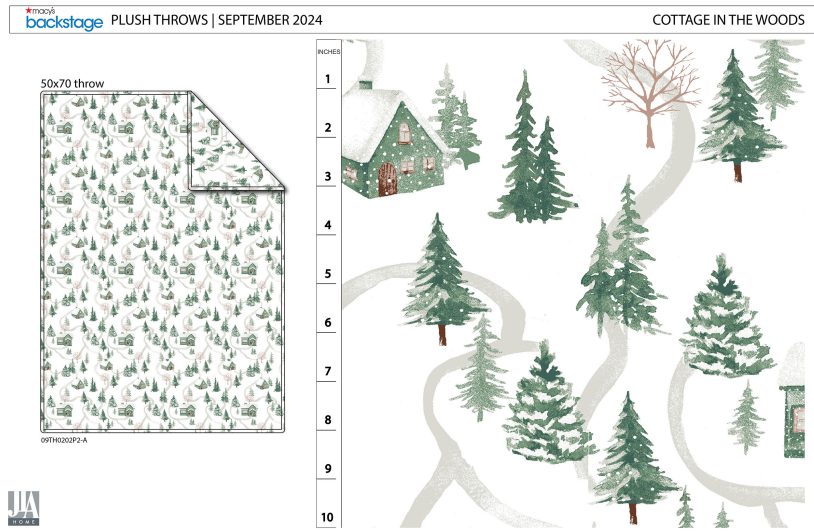 macy's
backstage PLUSH THROWS | SEPTEMBER 2024
COTTAGE IN THE WOODS
50x70 throw
09TH0202P2-A
INCHES
1
2
3
4
5
6
7
8
9
10
JLA
HOME